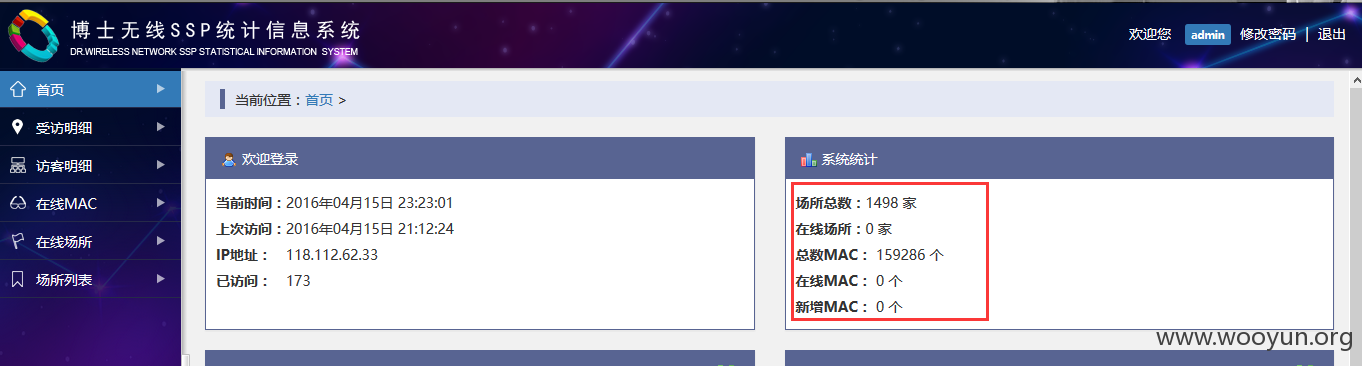 博士无线SSP统计信息系统
DR.WIRELESS NETWORK SSP STATISTICAL INFORMATION SYSTEM
欢迎您 admin 修改密码 | 退出
首页
受访明细
访客明细
在线MAC
在线场所
场所列表
当前位置：首页 >
欢迎登录
当前时间：2016年04月15日 23:23:01
上次访问：2016年04月15日 21:12:24
IP地址： 118.112.62.33
已访问： 173
系统统计
场所总数：1498 家
在线场所：0 家
总数MAC： 159286 个
在线MAC： 0 个
新增MAC： 0 个
www.wooyun.org